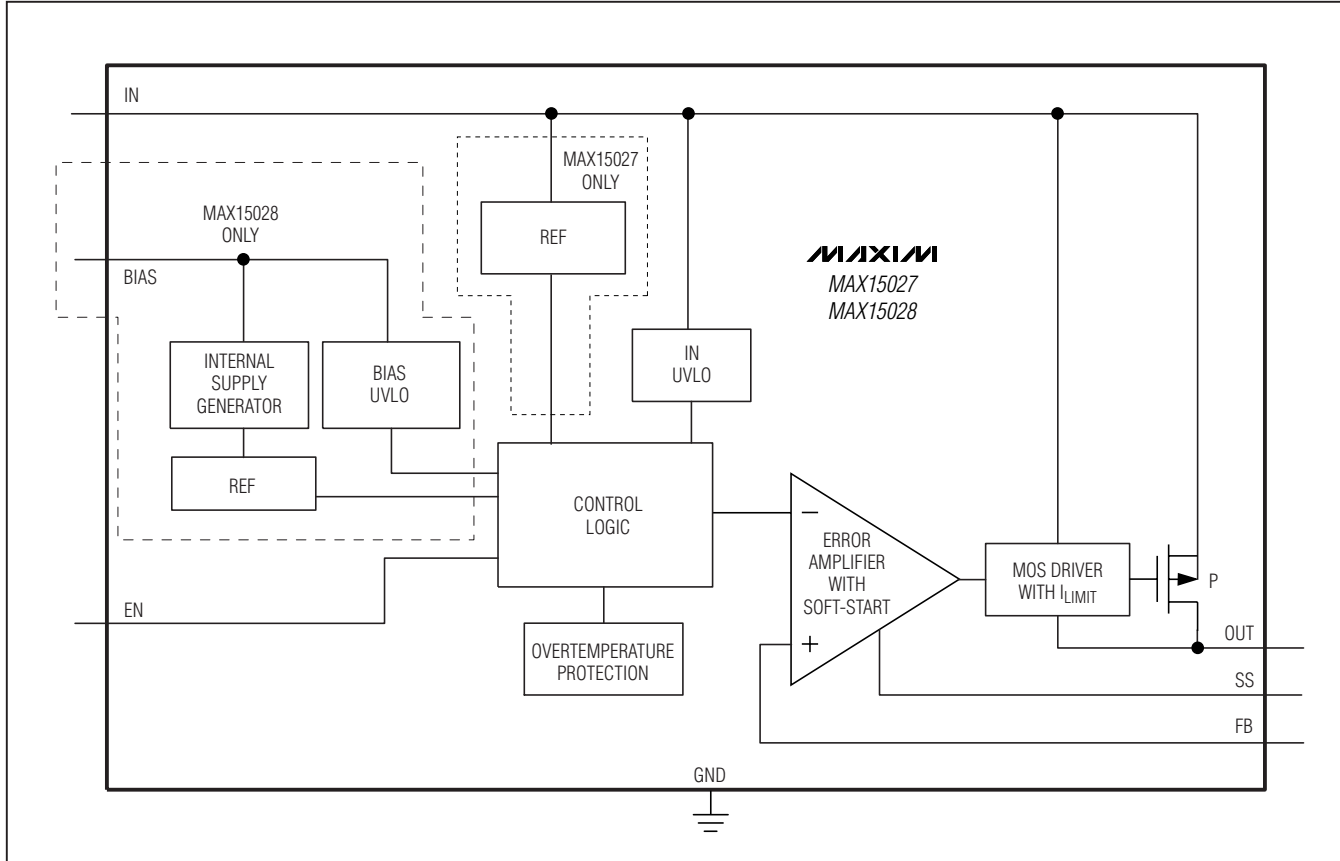 IN
MAX15027
ONLY
MAX15028
ONLY
REF
MAXIM
MAX15027
MAX15028
BIAS
INTERNAL
SUPPLY
GENERATOR
BIAS
UVLO
IN
UVLO
REF
CONTROL
LOGIC
−
ERROR
AMPLIFIER
WITH
SOFT-START
+
MOS DRIVER
WITH ILIMIT
P
EN
OVERTEMPERATURE
PROTECTION
OUT
SS
FB
GND